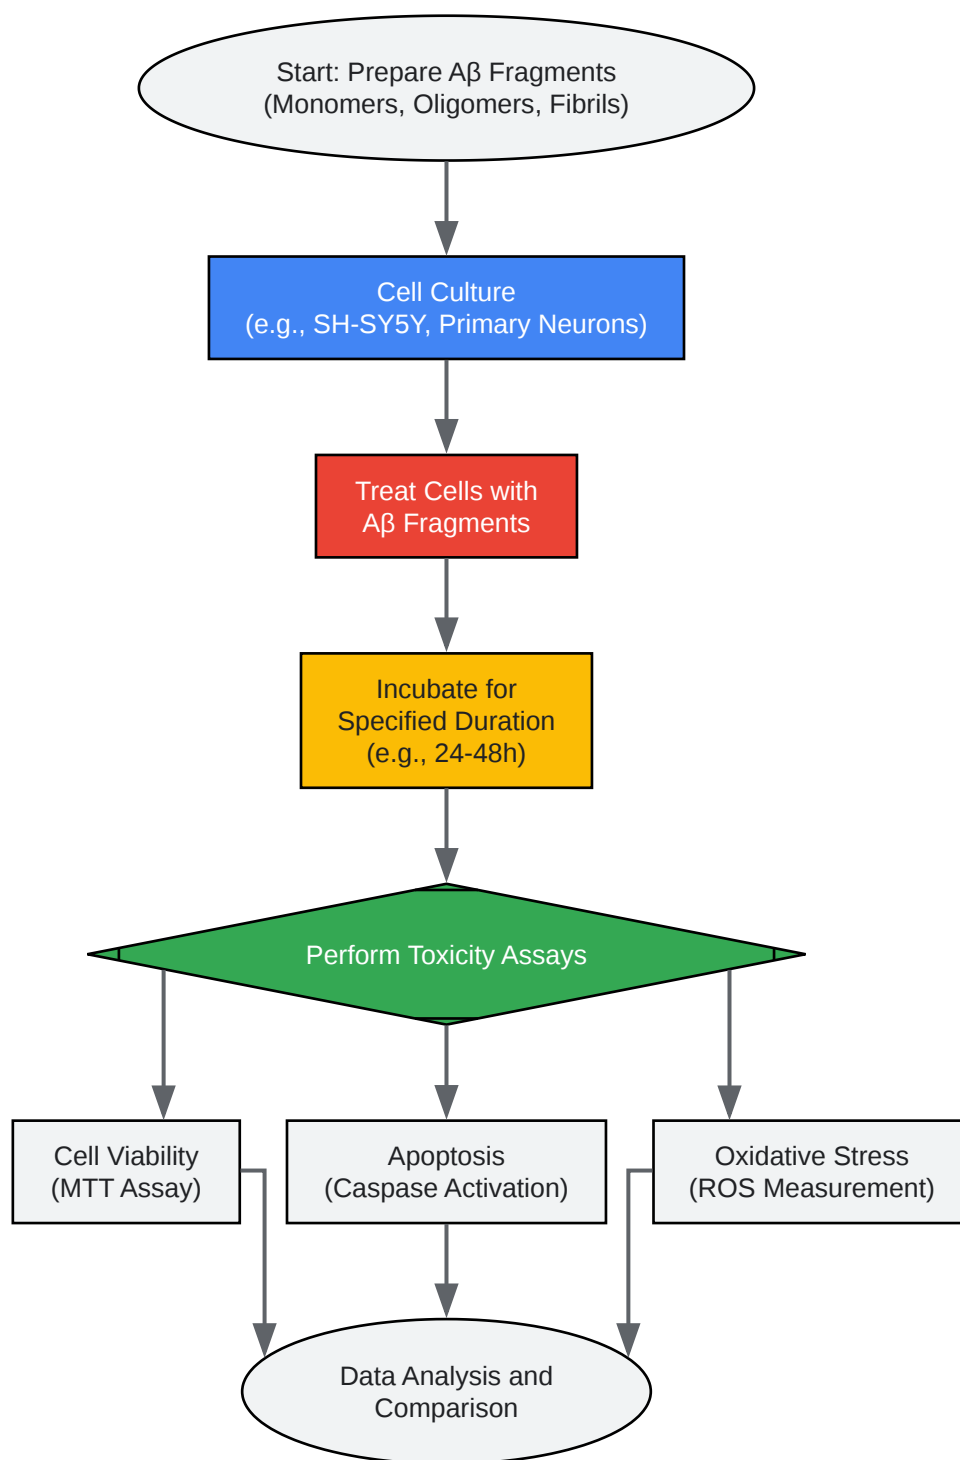 Start: Prepare Aβ Fragments
(Monomers, Oligomers, Fibrils)
Cell Culture
(e.g., SH-SY5Y, Primary Neurons)
Treat Cells with
Aβ Fragments
Incubate for
Specified Duration
(e.g., 24-48h)
Perform Toxicity Assays
Cell Viability
(MTT Assay)
Apoptosis
(Caspase Activation)
Oxidative Stress
(ROS Measurement)
Data Analysis and
Comparison